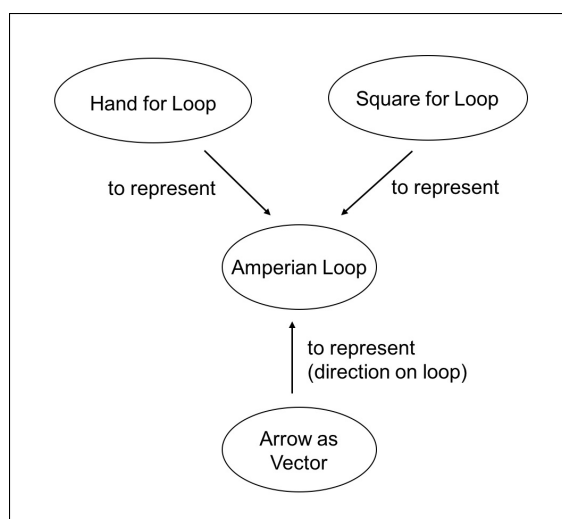 Hand for Loop
Square for Loop
to represent
to represent
Amperian Loop
to represent
(direction on loop)
Arrow as
Vector